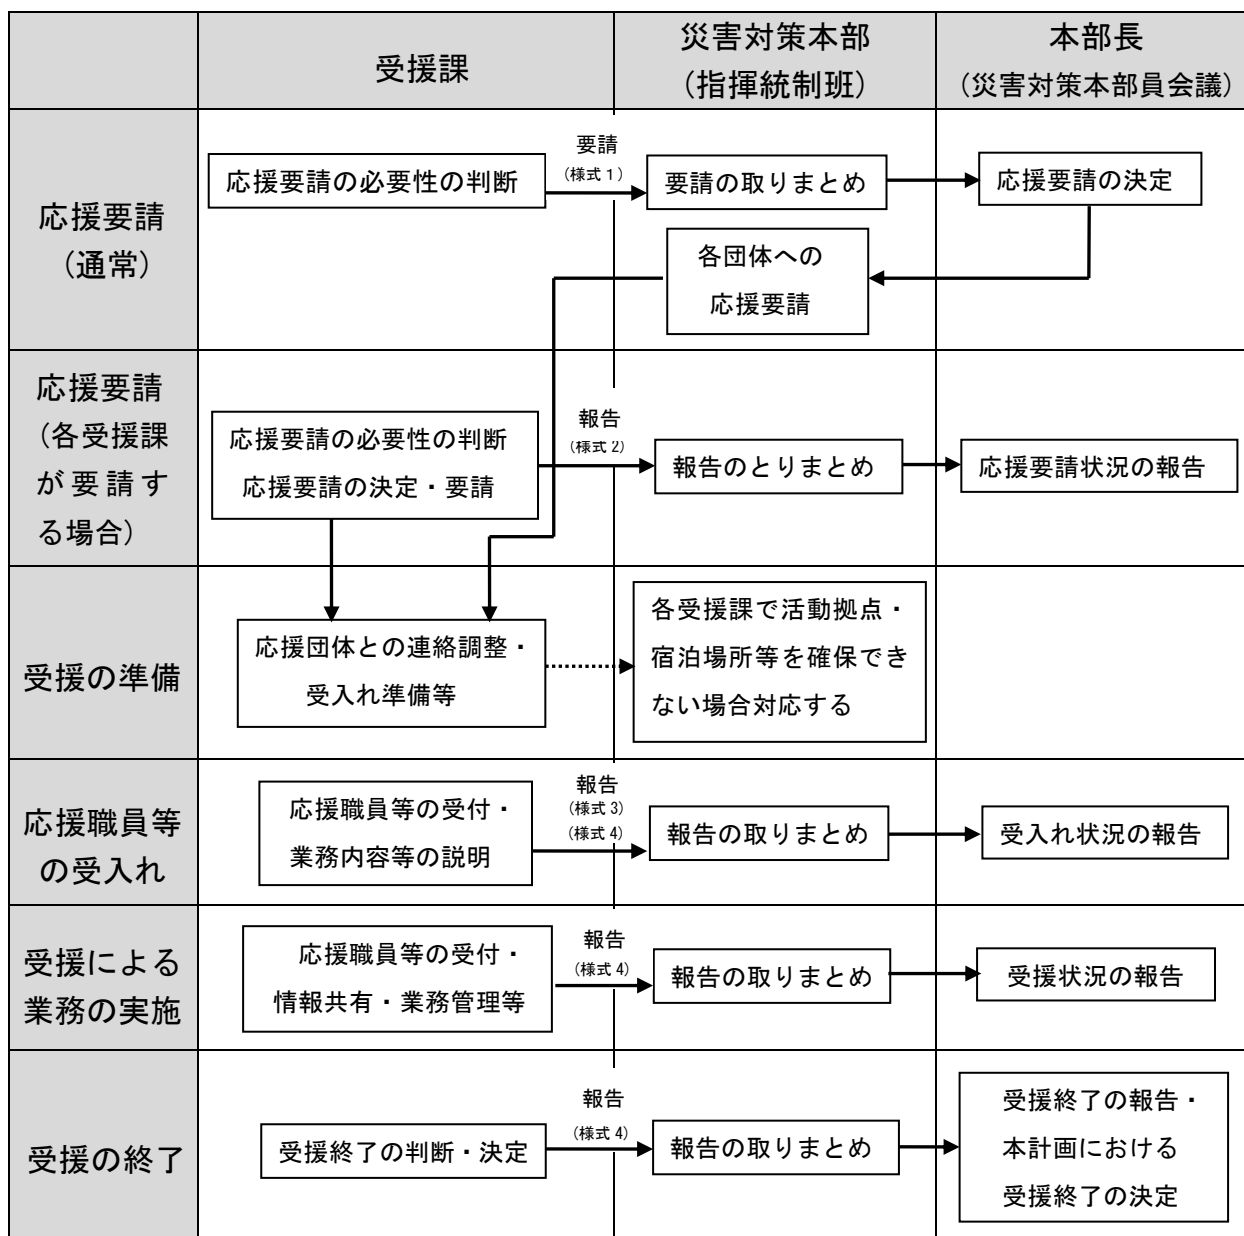 受援課
災害対策本部
（指揮統制班）
本部長
（災害対策本部員会議）
応援要請
（通常）
応援要請の必要性の判断
要請
（様式 1）
要請の取りまとめ
応援要請の決定
各団体への
応援要請
応援要請
（各受援課
が要請す
る場合）
応援要請の必要性の判断
応援要請の決定・要請
報告
（様式 2）
報告のとりまとめ
応援要請状況の報告
受援の準備
応援団体との連絡調整・
受入れ準備等
各受援課で活動拠点・
宿泊場所等を確保でき
ない場合対応する
応援職員等
の受入れ
応援職員等の受付・
業務内容等の説明
報告
（様式 3）
（様式 4）
報告の取りまとめ
受入れ状況の報告
受援による
業務の実施
応援職員等の受付・
情報共有・業務管理等
報告
（様式 4）
報告の取りまとめ
受援状況の報告
受援の終了
受援終了の判断・決定
報告
（様式 4）
報告の取りまとめ
受援終了の報告・
本計画における
受援終了の決定